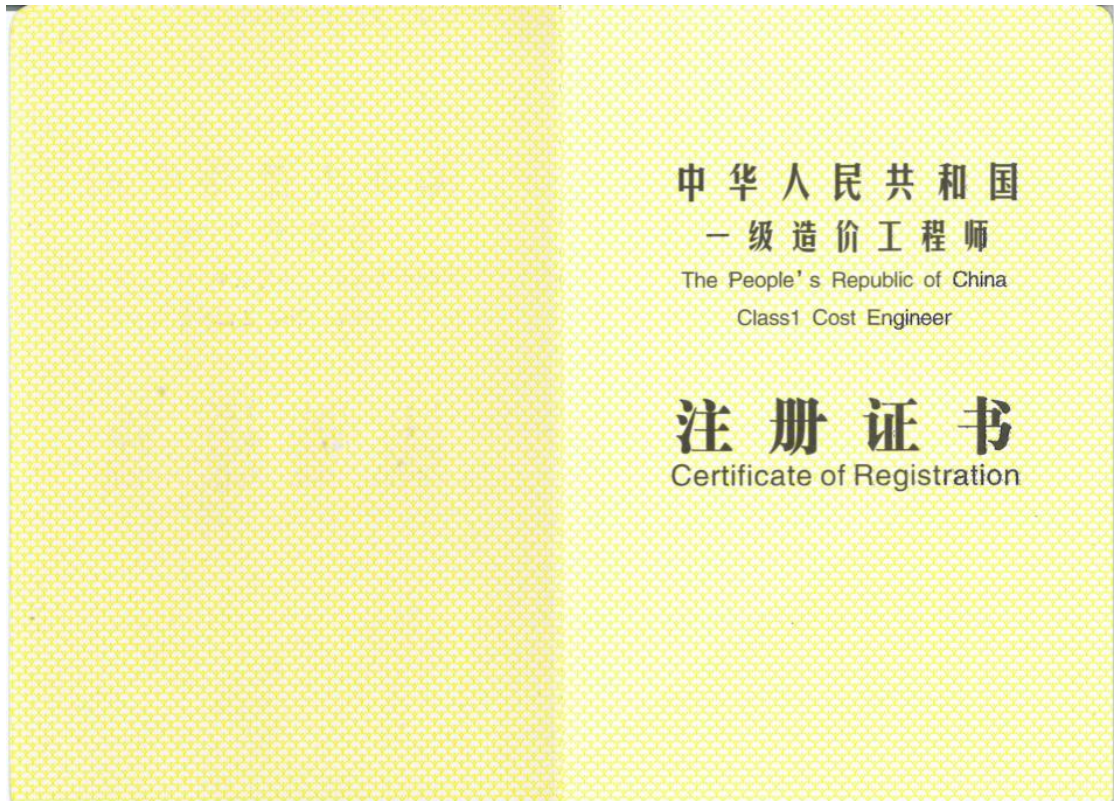 中华人民共和国
一级造价工程师
The People's Republic of China
Class1 Cost Engineer
注册证书
Certificate of Registration